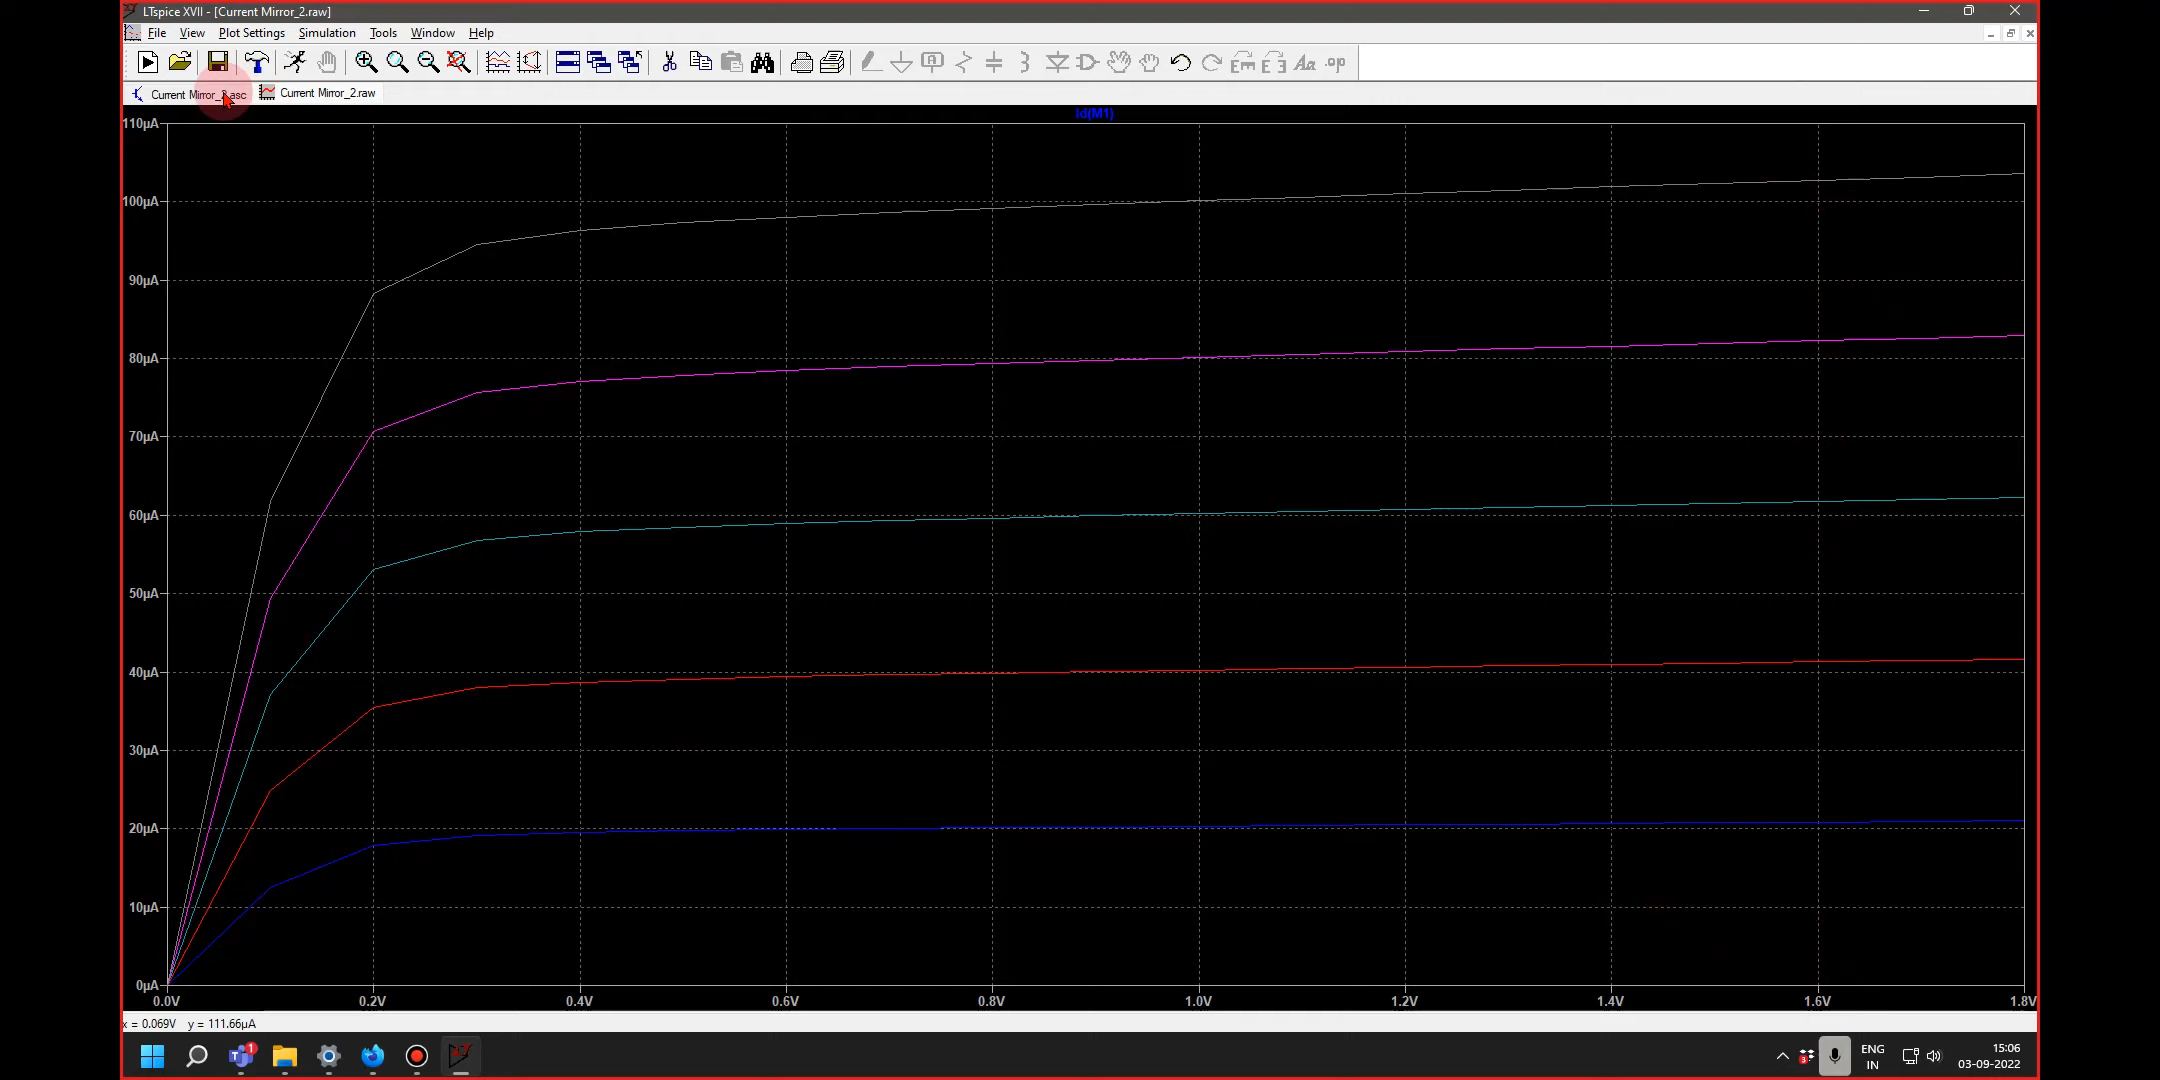 LTspice XVII - [Current Mirror_2.raw]
File View Plot Settings Simulation Tools Window Help
Current Mirror_2.asc Current Mirror_2.raw
Id(M1)
110µA
100µA
90µA
80µA
70µA
60µA
50µA
40µA
30µA
20µA
10µA
0µA
0.0V 0.2V 0.4V 0.6V 0.8V 1.0V 1.2V 1.4V 1.6V 1.8V
x = 0.069V y = 111.66µA
ENG 15:06
IN 03-09-2022